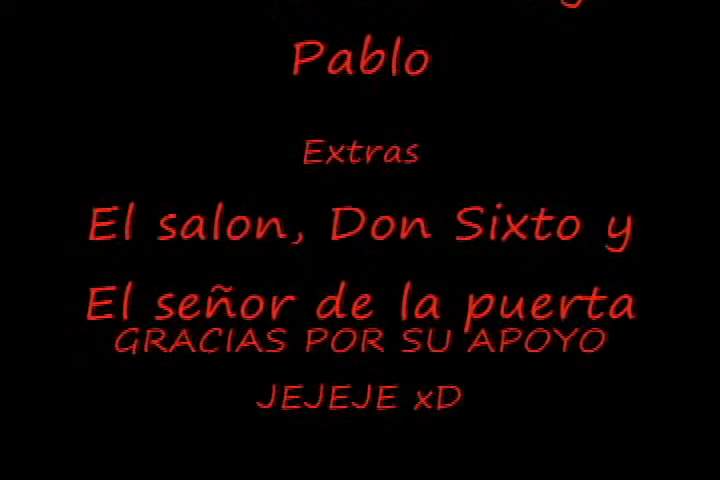 Pablo
Extras
El salon, Don Sixto y
El señor de la puerta
GRACIAS POR SU APOYO
JEJEJE xD